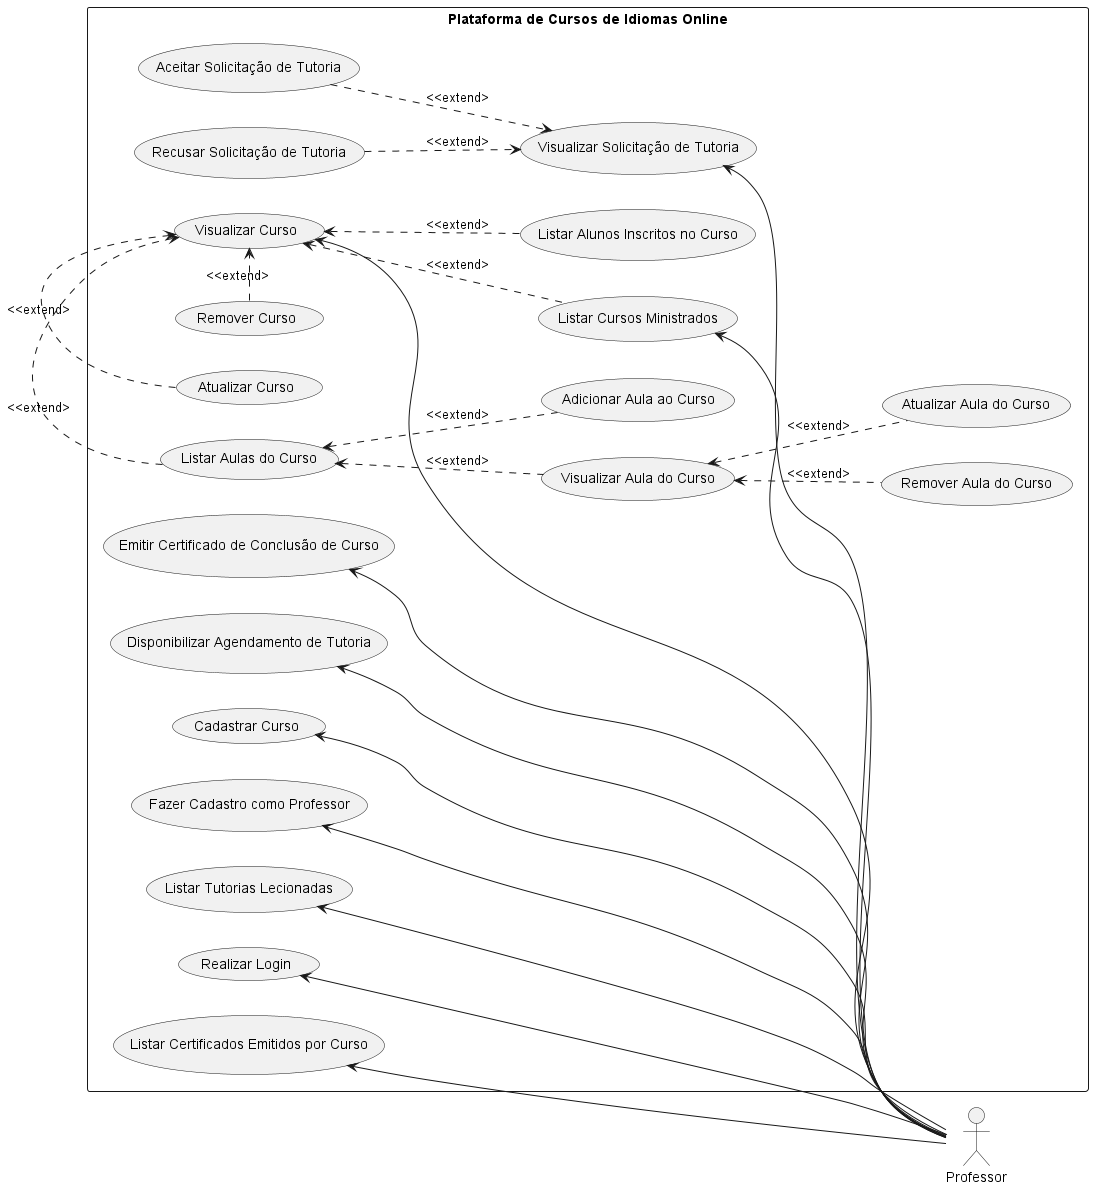 Plataforma de Cursos de Idiomas Online
Aceitar Solicitação de Tutoria
<<extend>
Visualizar Solicitação de Tutoria
Recusar Solicitação de Tutoria
<<extend>
Visualizar Curso
<<extend>
Listar Alunos Inscritos no Curso
<<extend>
<<extend>
Remover Curso
Listar Cursos Ministrados
<<extend>
Atualizar Curso
<<extend>
<<extend>
Adicionar Aula ao Curso
Atualizar Aula do Curso
<<extend>
Listar Aulas do Curso
<<extend>
Visualizar Aula do Curso
<<extend>
Remover Aula do Curso
Emitir Certificado de Conclusão de Curso
Disponibilizar Agendamento de Tutoria
Cadastrar Curso
Fazer Cadastro como Professor
Listar Tutorias Lecionadas
Realizar Login
Listar Certificados Emitidos por Curso
Professor